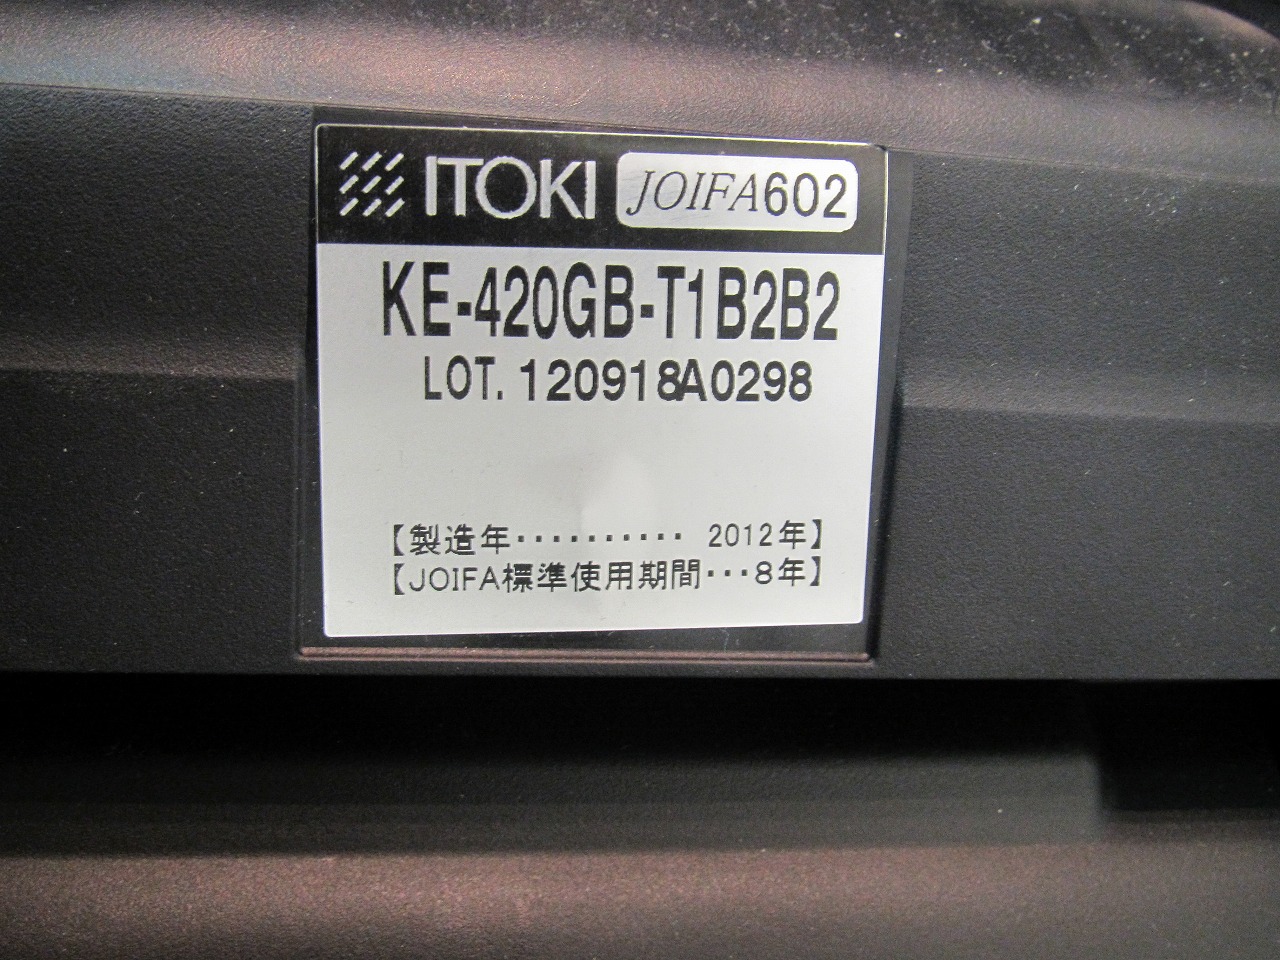 ITOKI JOIFA602
KE-420GB-T1B2B2
LOT. 120918A0298
【製造年・・・・・・・・・・ 2012年】
【JOIFA標準使用期間・・・8年】